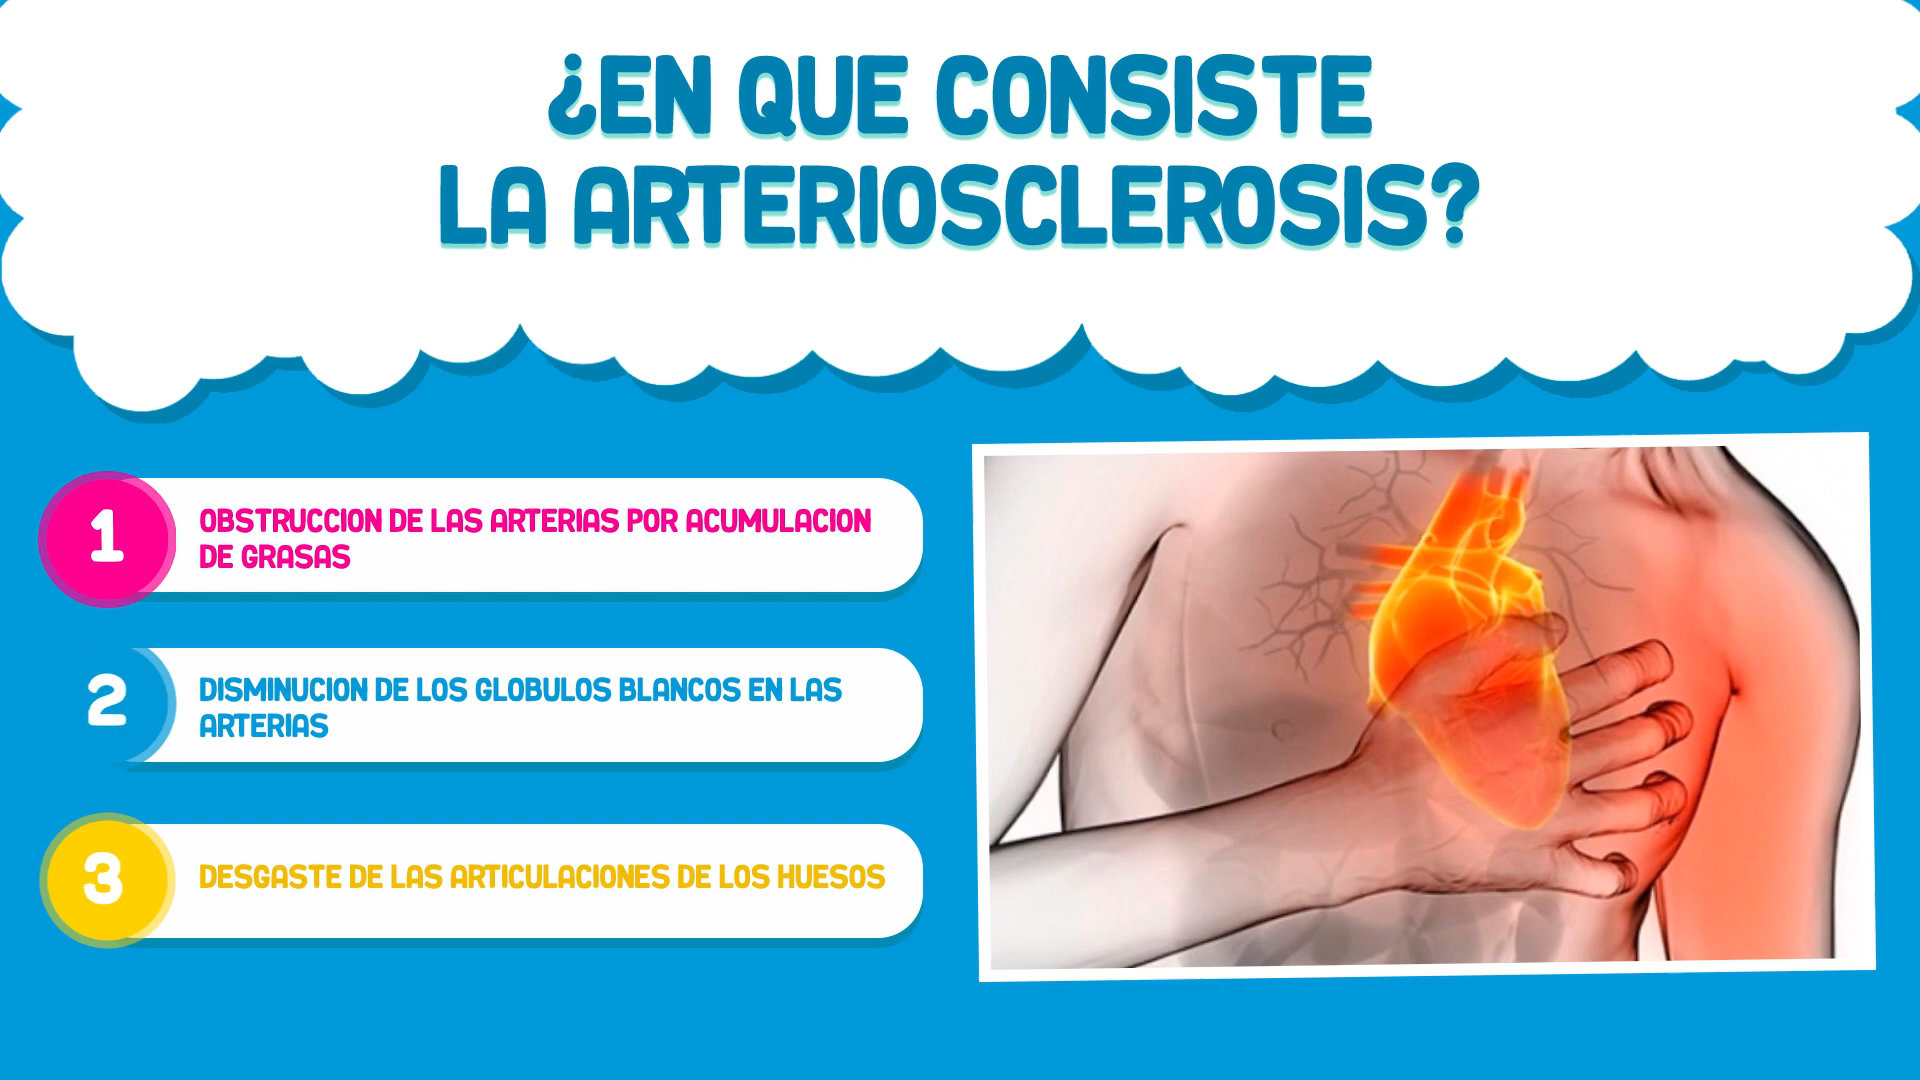 ¿EN QUE CONSISTE
LA ARTERIOSCLEROSIS?
1
OBSTRUCCION DE LAS ARTERIAS POR ACUMULACION
DE GRASAS
2
DISMINUCION DE LOS GLOBULOS BLANCOS EN LAS
ARTERIAS
3
DESGASTE DE LAS ARTICULACIONES DE LOS HUESOS